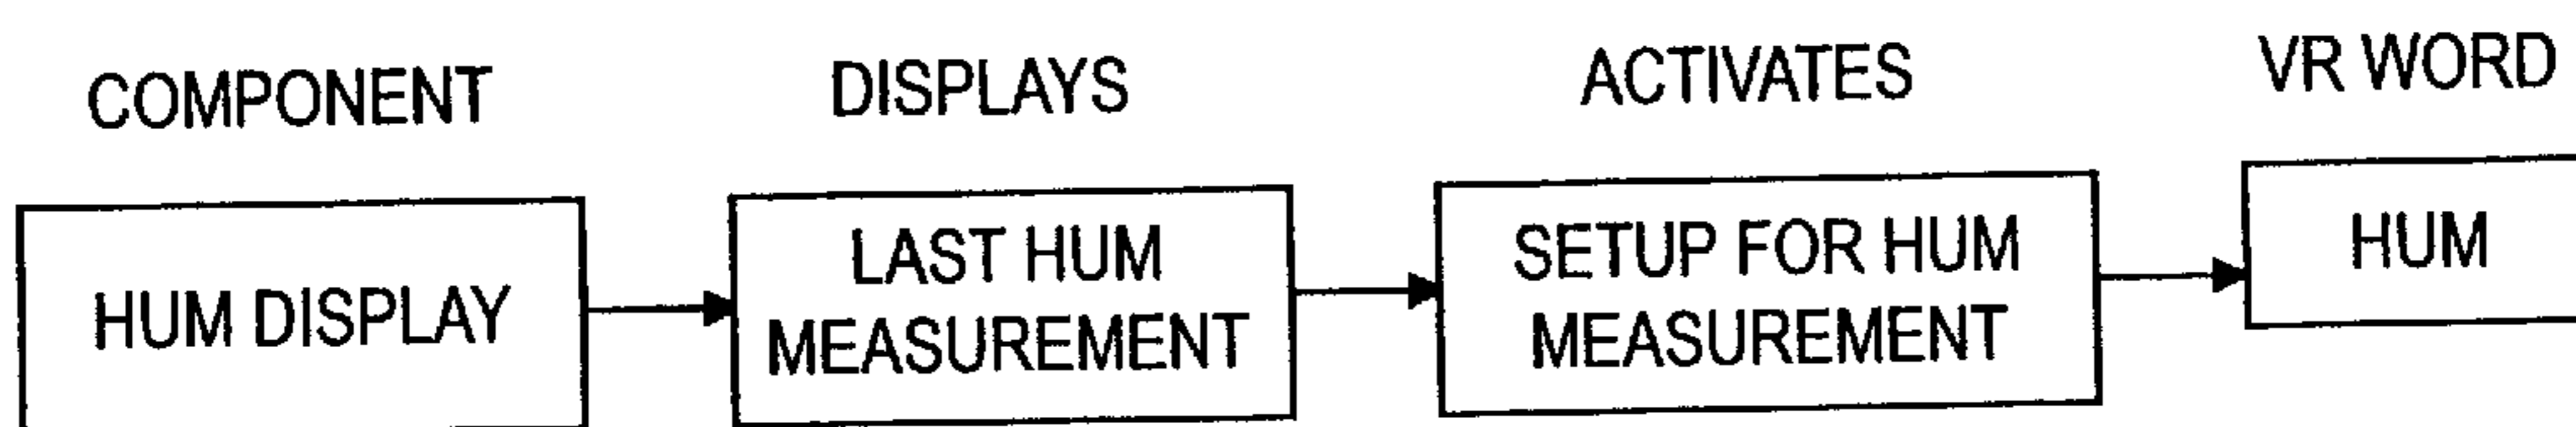 COMPONENT DISPLAYS ACTIVATES VR WORD
HUM DISPLAY
LAST HUM
MEASUREMENT
SETUP FOR HUM
MEASUREMENT
HUM